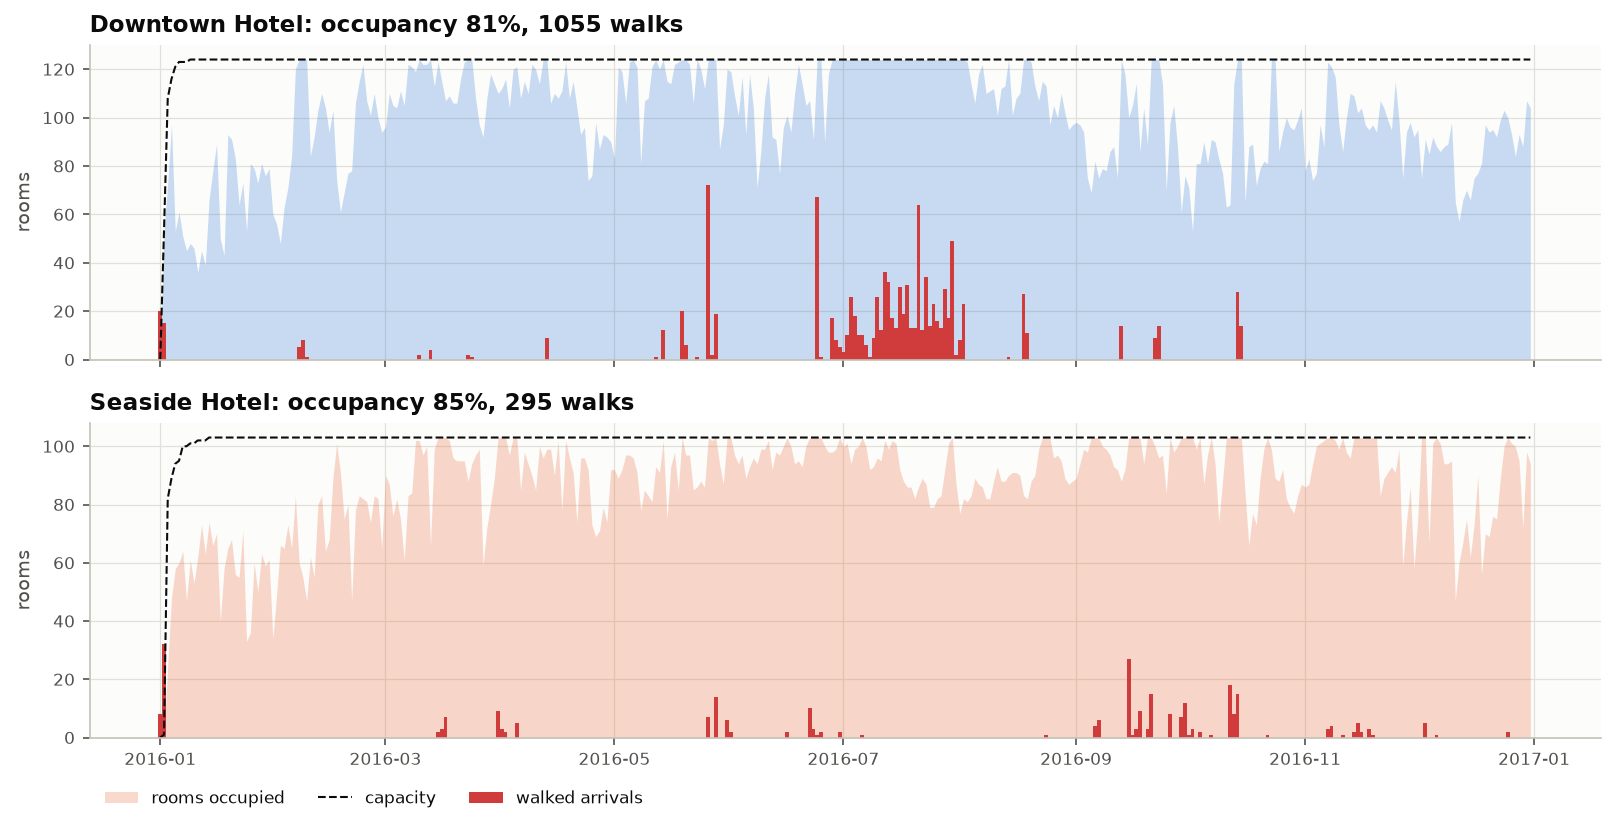 Downtown Hotel: occupancy 81%, 1055 walks
rooms
120
100
80
60
40
20
0
Seaside Hotel: occupancy 85%, 295 walks
rooms
100
80
60
40
20
0
2016-01 2016-03 2016-05 2016-07 2016-09 2016-11 2017-01
rooms occupied capacity walked arrivals